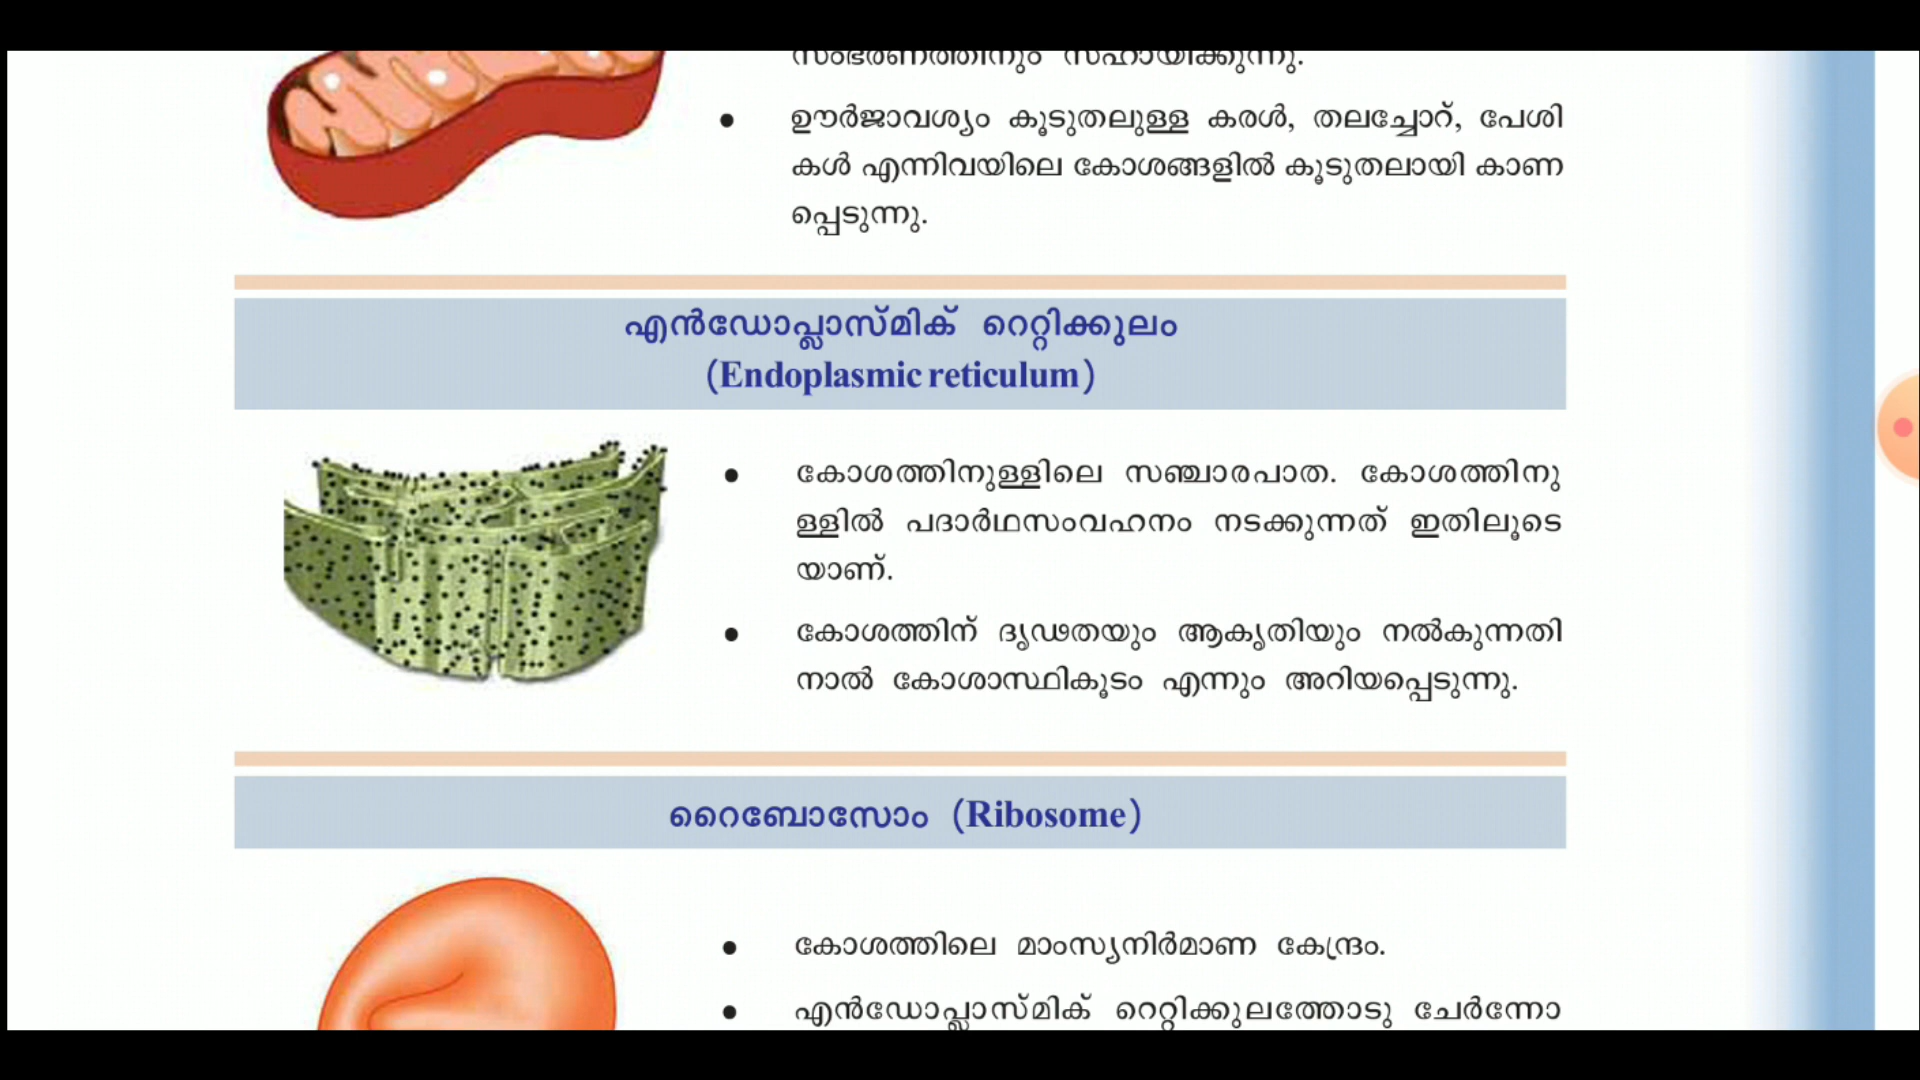 സംഭരണത്തിനും സഹായിക്കുന്നു.
• ഊർജാവശ്യം കൂടുതലുള്ള കരൾ, തലച്ചോറ്, പേശി
കൾ എന്നിവയിലെ കോശങ്ങളിൽ കൂടുതലായി കാണ
പ്പെടുന്നു.
എൻഡോപ്ലാസ്മിക് റെറ്റിക്കുലം
(Endoplasmic reticulum)
• കോശത്തിനുള്ളിലെ സഞ്ചാരപാത. കോശത്തിനു
ള്ളിൽ പദാർഥസംവഹനം നടക്കുന്നത് ഇതിലൂടെ
യാണ്.
• കോശത്തിന് ദൃഢതയും ആകൃതിയും നൽകുന്നതി
നാൽ കോശാസ്ഥികൂടം എന്നും അറിയപ്പെടുന്നു.
റൈബോസോം (Ribosome)
• കോശത്തിലെ മാംസ്യനിർമാണ കേന്ദ്രം.
• എൻഡോപ്ലാസ്മിക് റെറ്റിക്കുലത്തോടു ചേർന്നോ